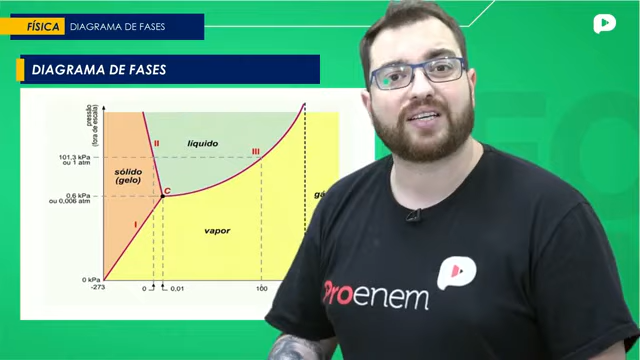 FÍSICA DIAGRAMA DE FASES
DIAGRAMA DE FASES
pressão
(fora de escala)
II
líquido
III
101,3 kPa
ou 1 atm
sólido
(gelo)
C
0,6 kPa
ou 0,006 atm
I
vapor
gá
0 kPa
-273
0
0,01
100
Proenem